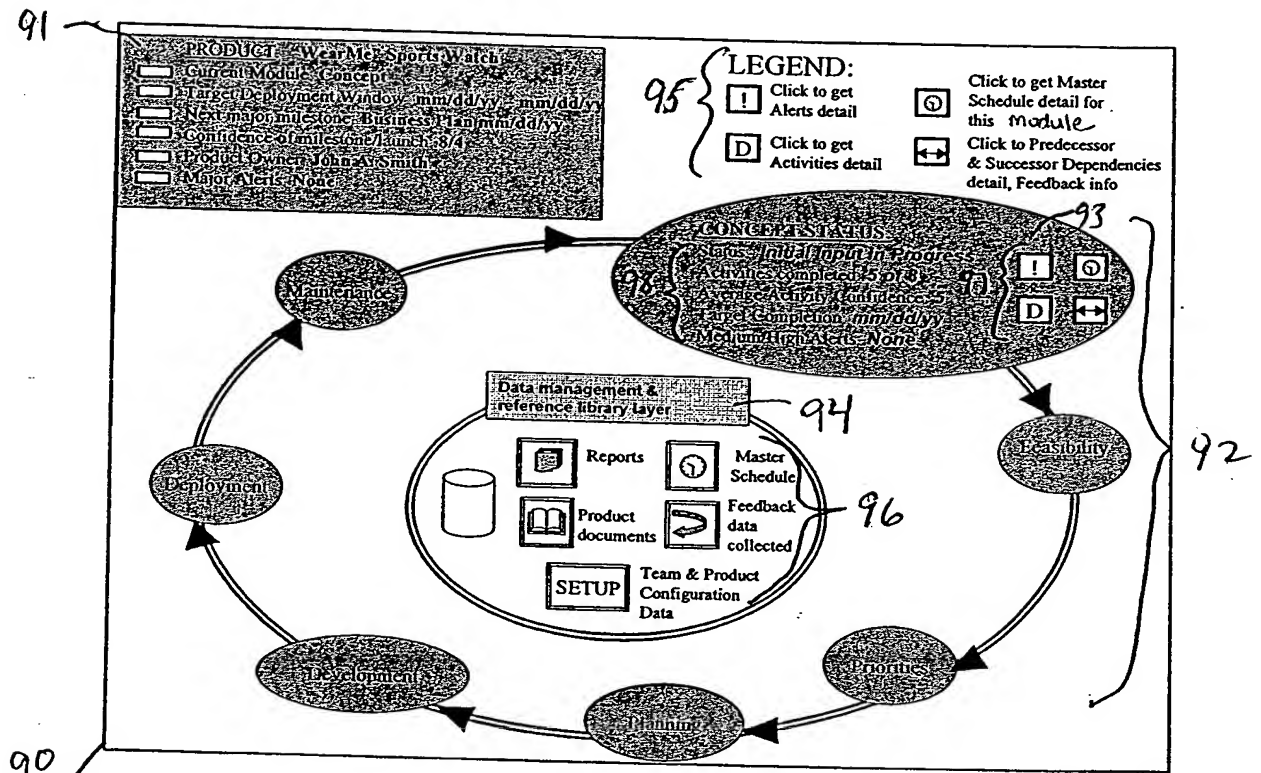 91
PRODUCT: "WearMe" Sports Watch
Current Module: Concept
Target Deployment Window: mm/dd/yy - mm/dd/yy
Next major milestone: Business Plan mm/dd/yy
Confidence of milestone/launch: 8/4
Product Owner: John A. Smith
Major Alerts: None
95
LEGEND:
! Click to get
Alerts detail
Click to get Master
Schedule detail for
this module
D Click to get
Activities detail
Click to Predecessor
& Successor Dependencies
detail, Feedback info
93
CONCEPT STATUS
Status: Initial Input In Progress
Activities completed: 5 of 8
Average Activity Confidence: 5
Target Completion: mm/dd/yy
Medium/High Alerts: None
98
!
D
Maintenance
Data management &
reference library layer
94
Reports
Master
Schedule
Product
documents
Feedback
data
collected
SETUP
Team & Product
Configuration
Data
96
Feasibility
92
Deployment
Priorities
Development
Planning
90